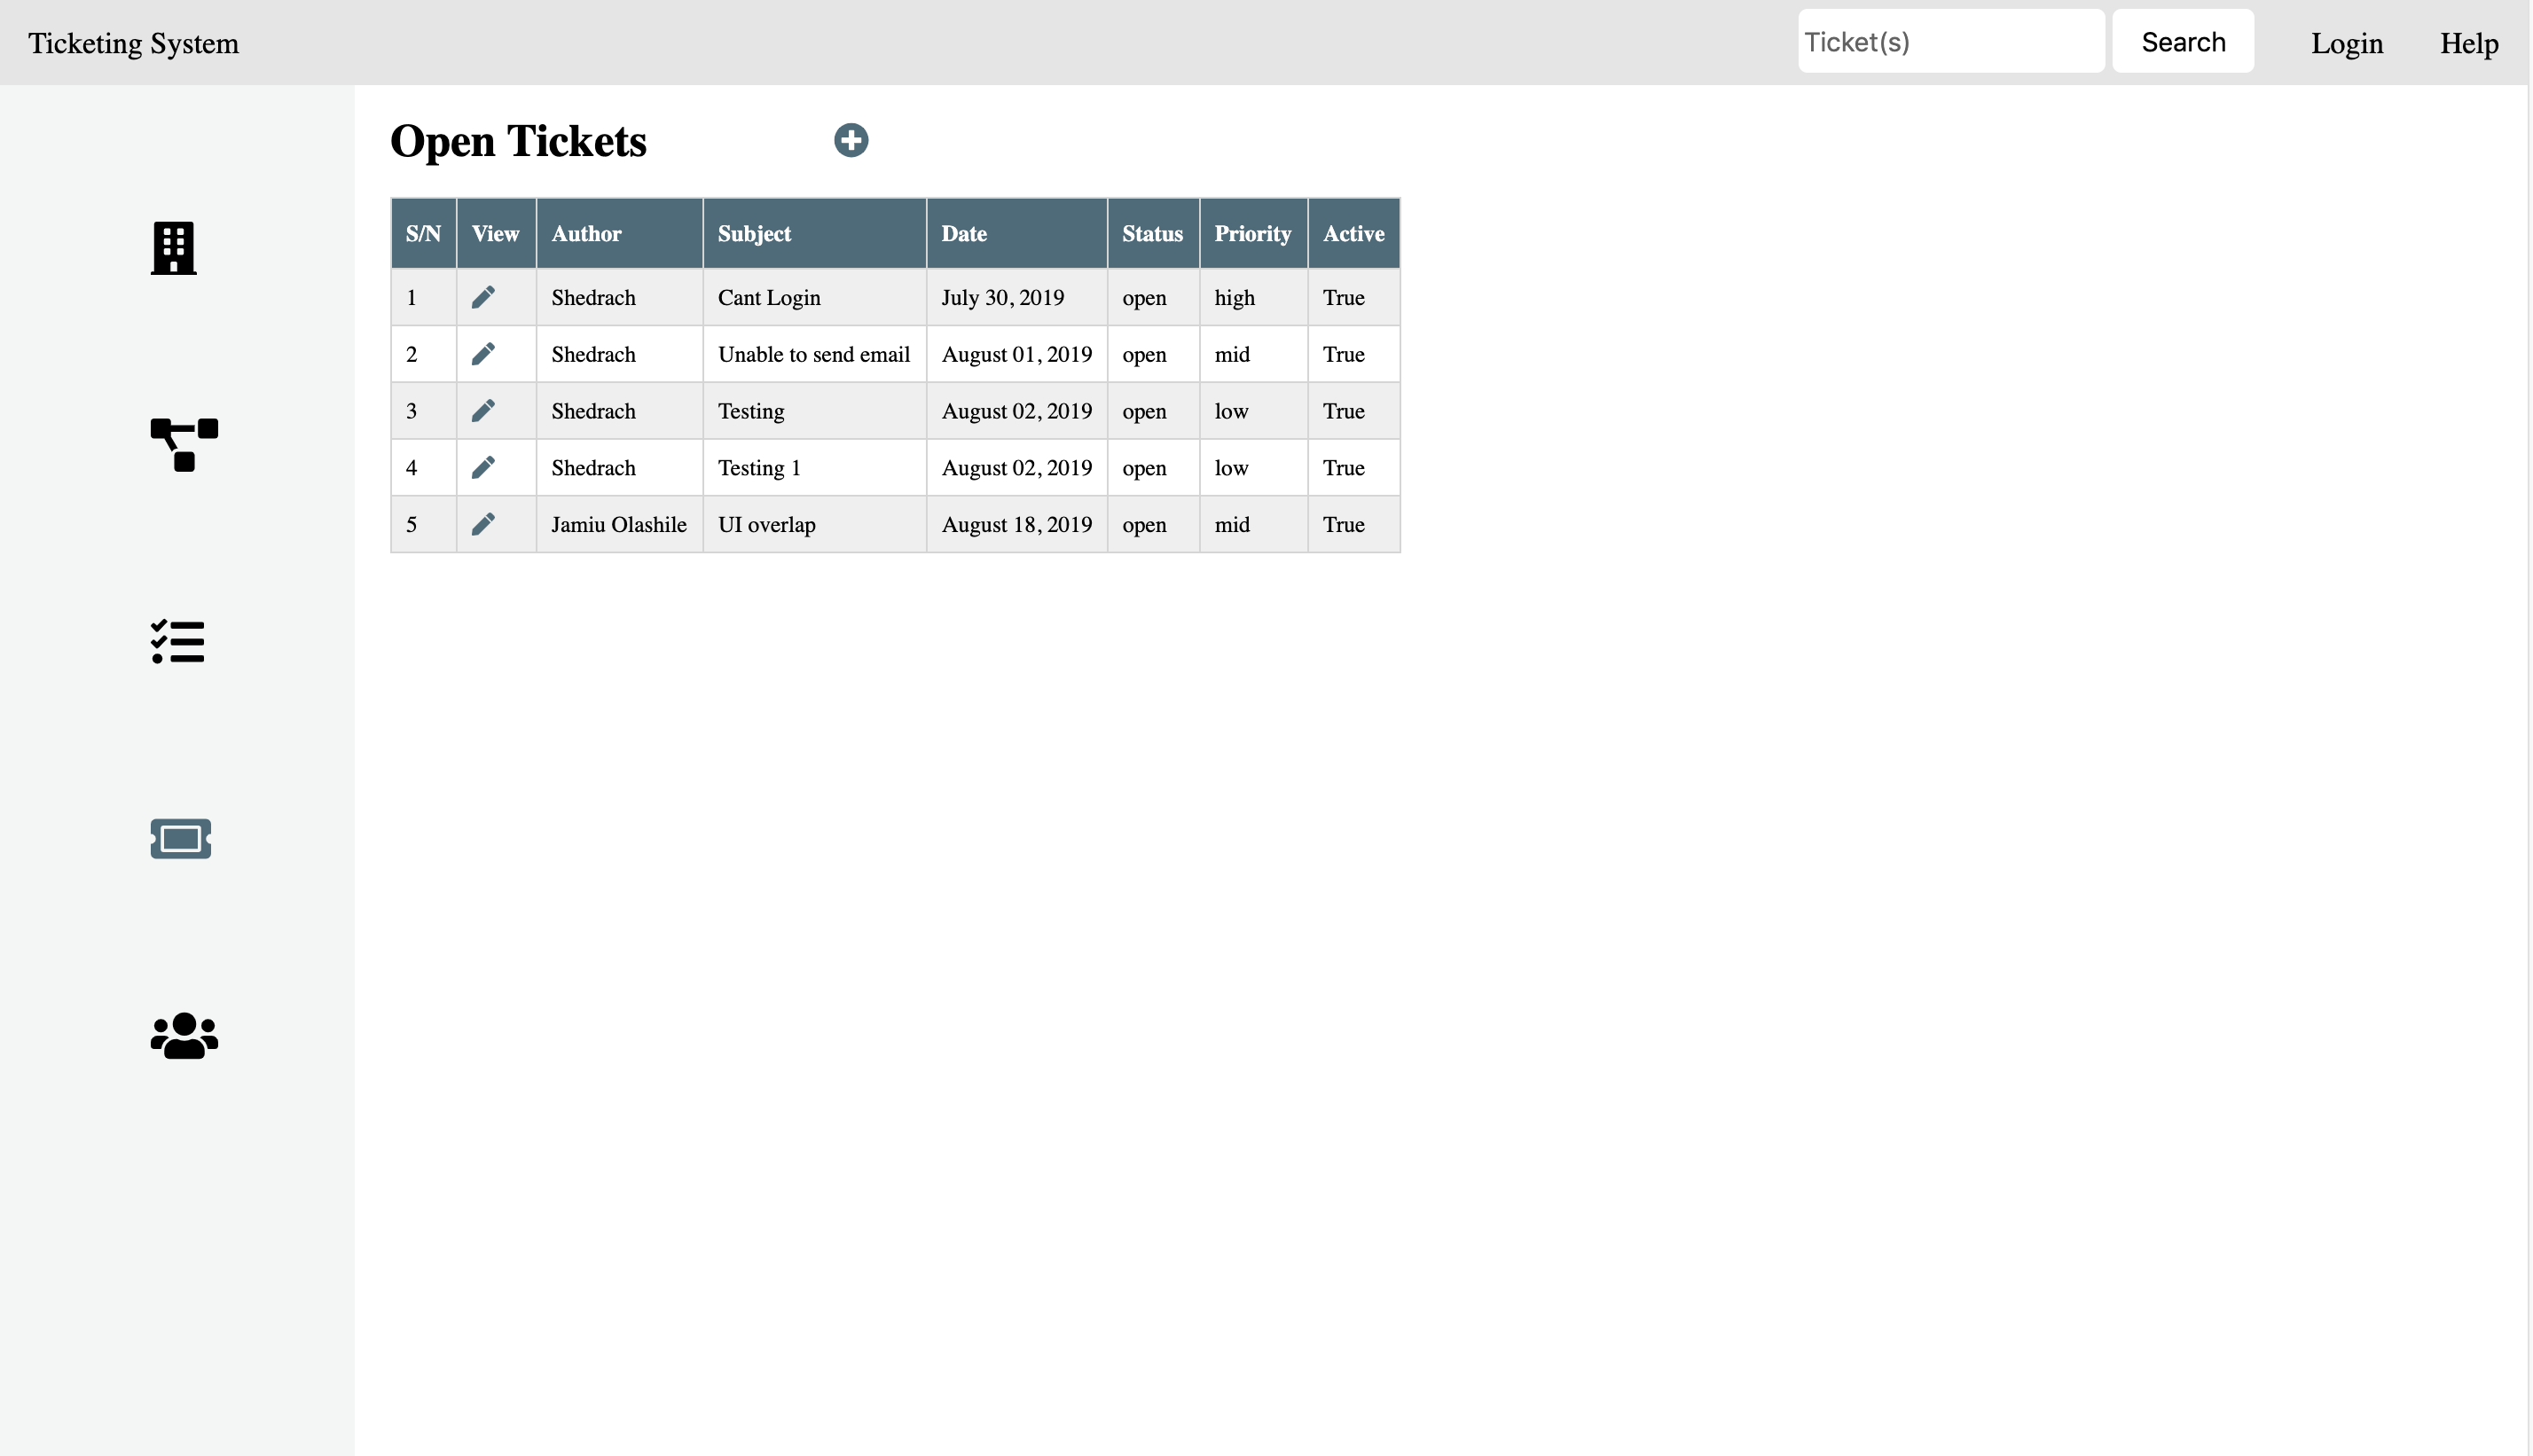 Ticketing System
Ticket(s) Search Login Help
Open Tickets
S/N View Author Subject Date Status Priority Active
1 Shedrach Cant Login July 30, 2019 open high True
2 Shedrach Unable to send email August 01, 2019 open mid True
3 Shedrach Testing August 02, 2019 open low True
4 Shedrach Testing 1 August 02, 2019 open low True
5 Jamiu Olashile UI overlap August 18, 2019 open mid True